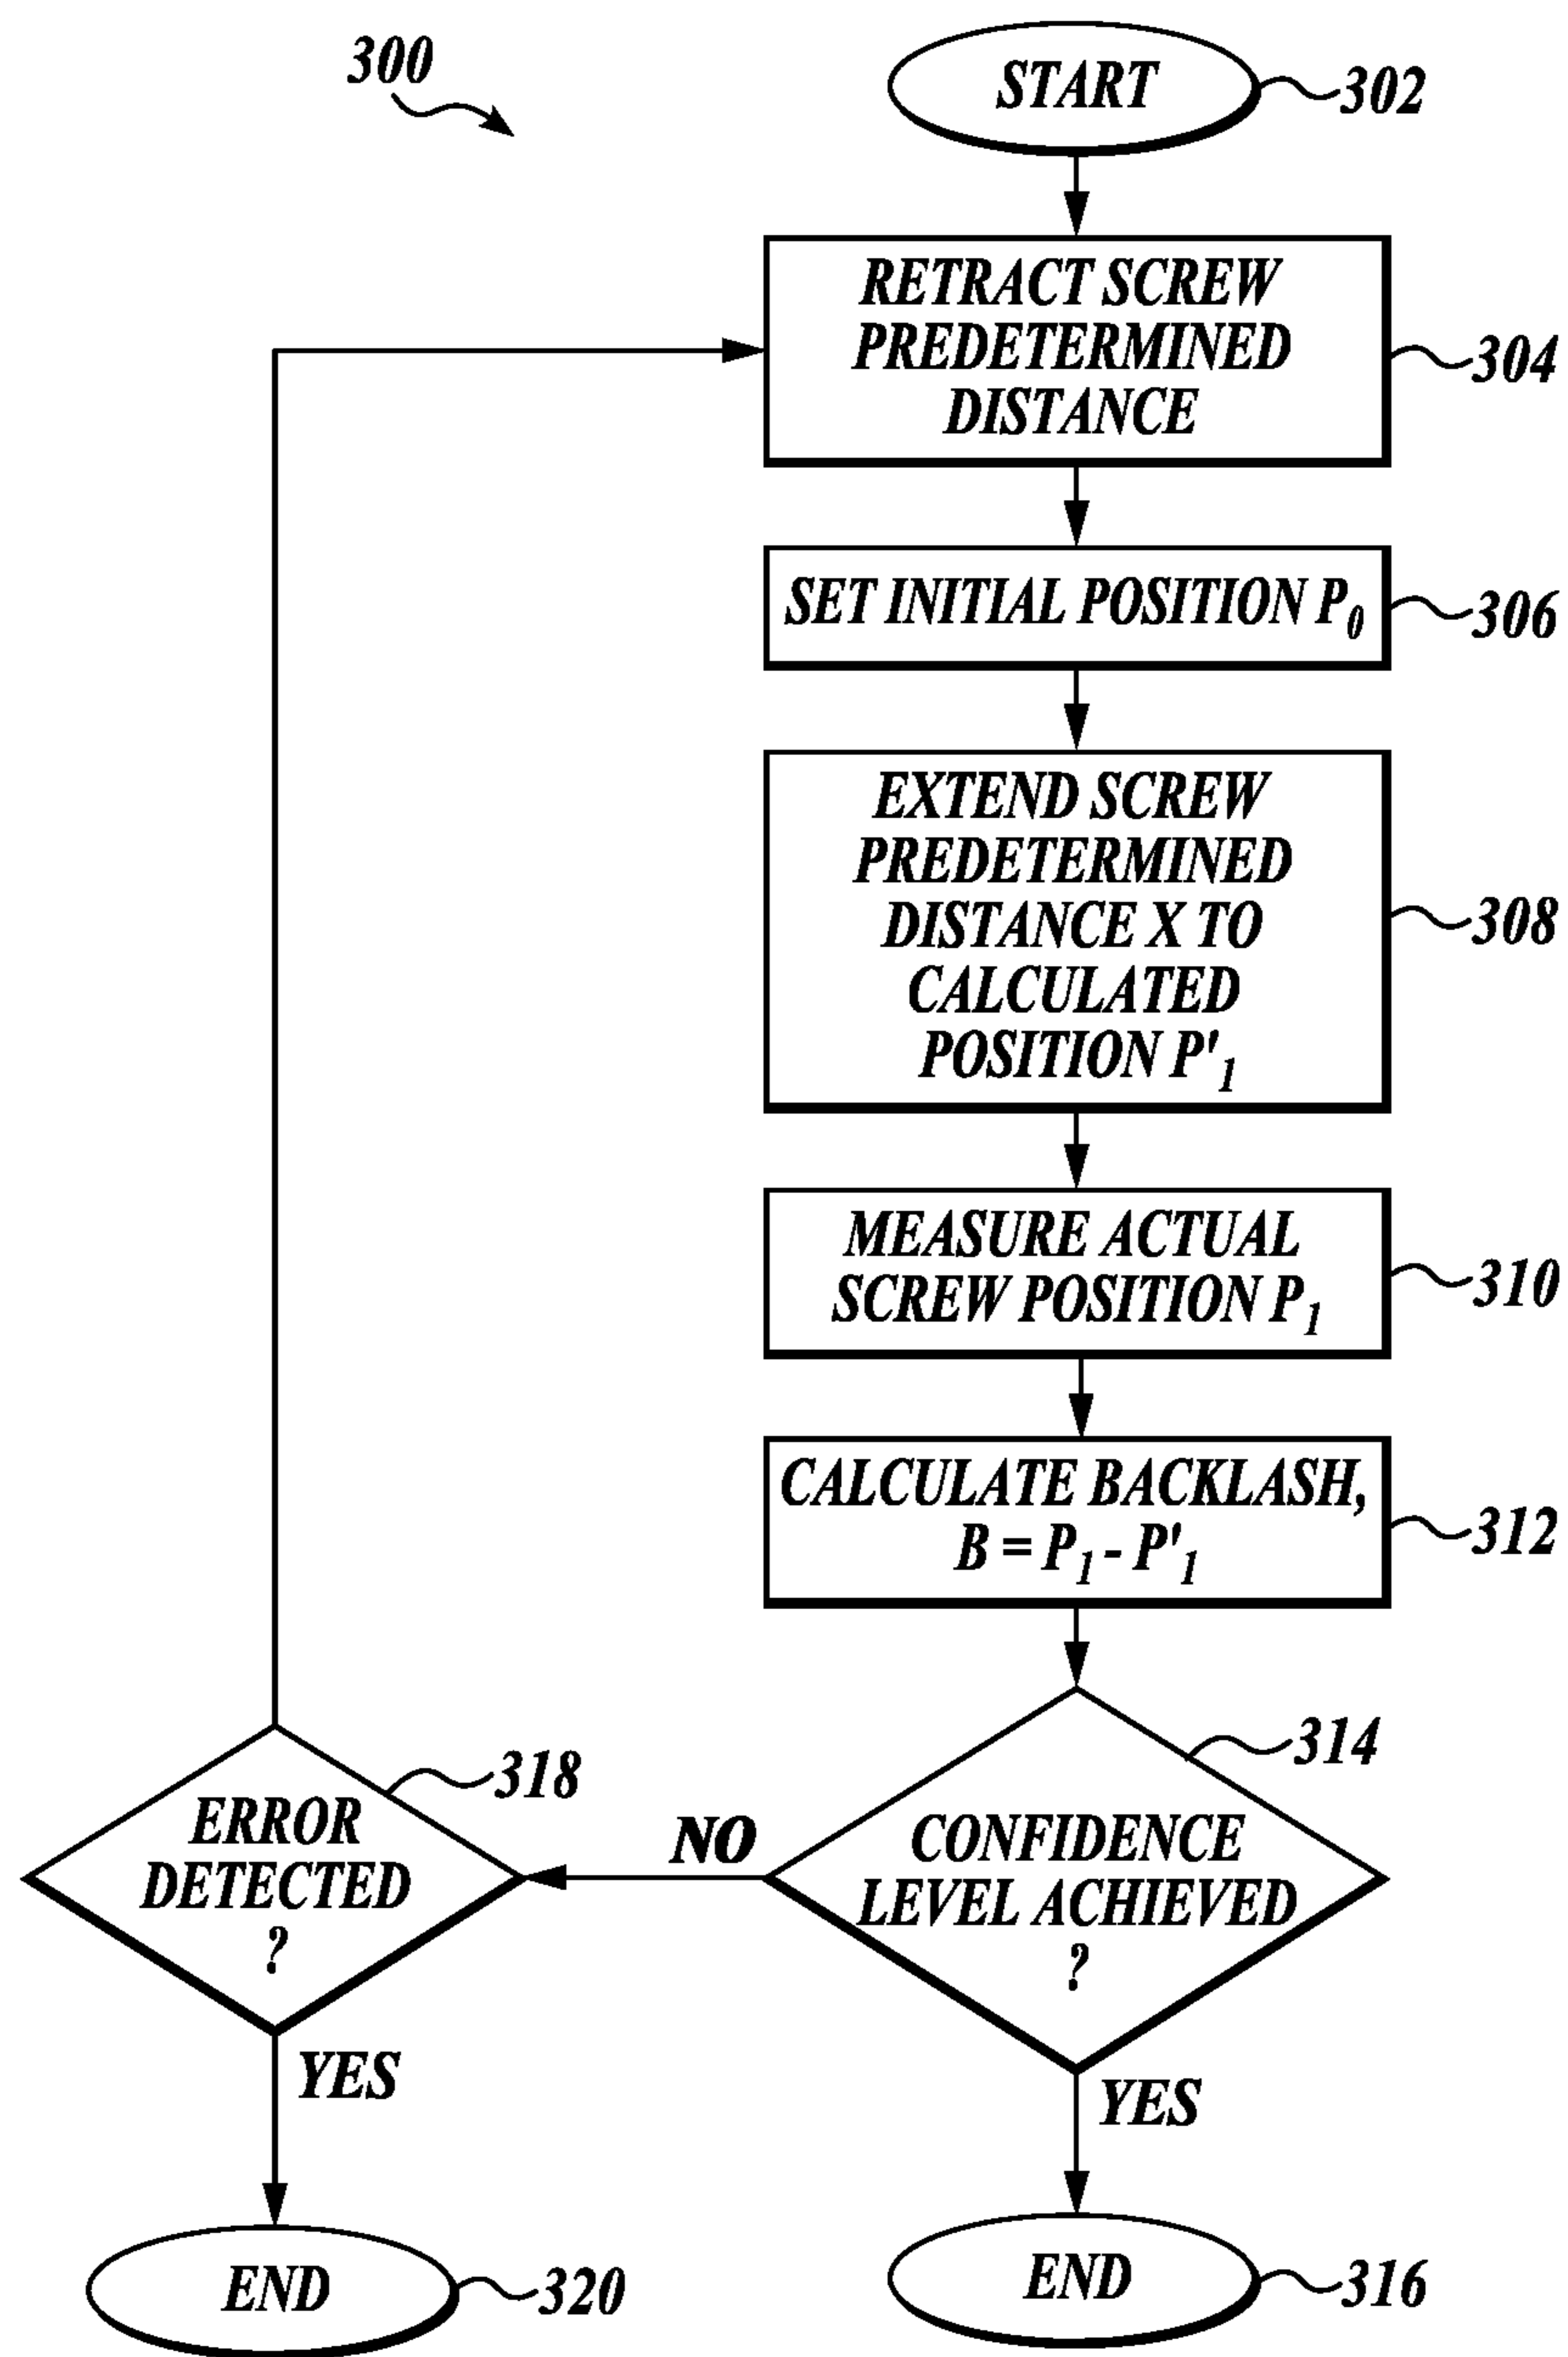 300
START
302
RETRACT SCREW
PREDETERMINED
DISTANCE
304
SET INITIAL POSITION P₀
306
EXTEND SCREW
PREDETERMINED
DISTANCE X TO
CALCULATED
POSITION P'₁
308
MEASURE ACTUAL
SCREW POSITION P₁
310
CALCULATE BACKLASH,
B = P₁ - P'₁
312
314
CONFIDENCE
LEVEL ACHIEVED
?
NO
318
ERROR
DETECTED
?
YES
YES
END
320
END
316